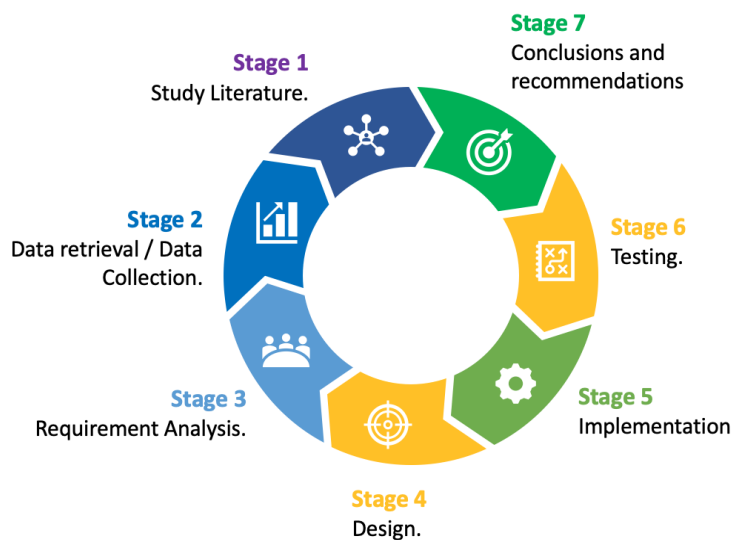 Stage 1
Study Literature.
Stage 2
Data retrieval / Data
Collection.
Stage 3
Requirement Analysis.
Stage 4
Design.
Stage 5
Implementation
Stage 6
Testing.
Stage 7
Conclusions and
recommendations